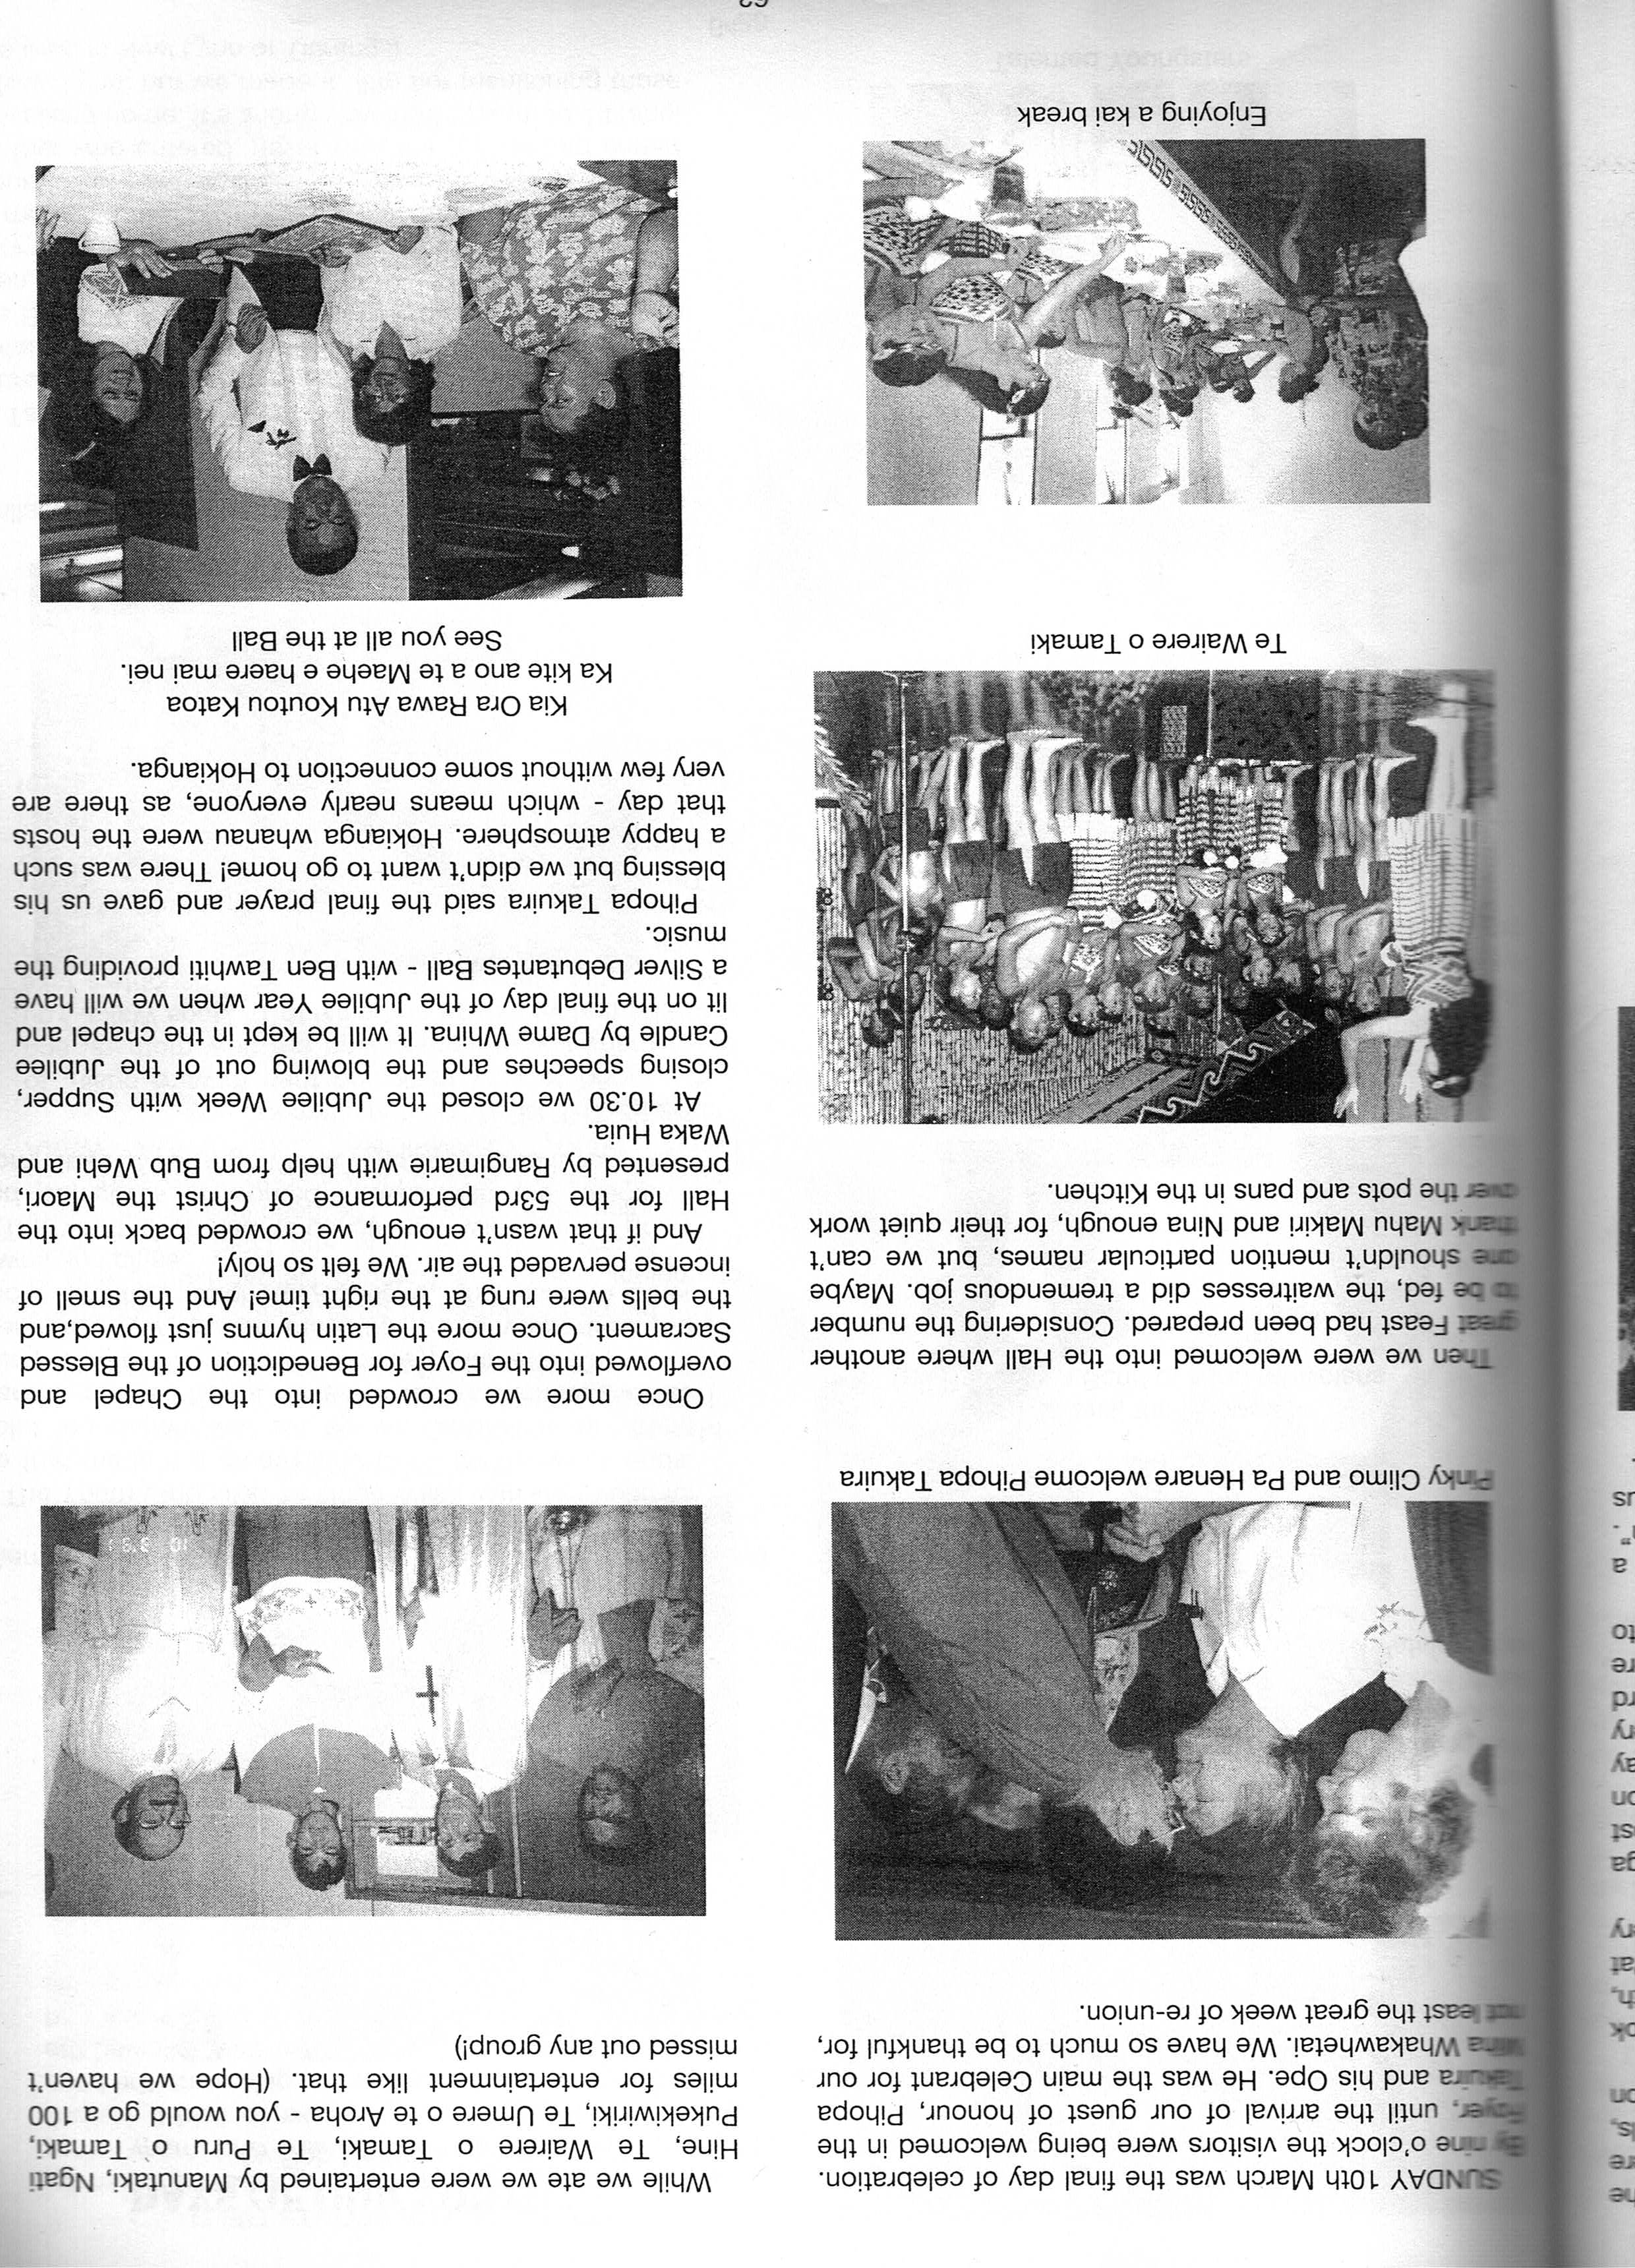 SUNDAY 10th March was the final day of celebration.
By nine o'clock the visitors were being welcomed in the
Foyer, until the arrival of our guest of honour, Pihopa
Takuira and his Ope. He was the main Celebrant for our
Miha Whakawhetai. We have so much to be thankful for,
not least the great week of re-union.
Pinky Climo and Pa Henare welcome Pihopa Takuira
Then we were welcomed into the Hall where another
great Feast had been prepared. Considering the number
to be fed, the waitresses did a tremendous job. Maybe
one shouldn't mention particular names, but we can't
thank Mahu Makiri and Nina enough, for their quiet work
over the pots and pans in the Kitchen.
Te Wairere o Tamaki
Enjoying a kai break
While we ate we were entertained by Manutaki, Ngati
Hine, Te Wairere o Tamaki, Te Puru o Tamaki,
Pukekiwiriki, Te Umere o te Aroha - you would go a 100
miles for entertainment like that. (Hope we haven't
missed out any group!)
10 3'91
Once more we crowded into the Chapel and
overflowed into the Foyer for Benediction of the Blessed
Sacrament. Once more the Latin hymns just flowed,and
the bells were rung at the right time! And the smell of
incense pervaded the air. We felt so holy!
And if that wasn't enough, we crowded back into the
Hall for the 53rd performance of Christ the Maori,
presented by Rangimarie with help from Bub Wehi and
Waka Huia.
At 10.30 we closed the Jubilee Week with Supper,
closing speeches and the blowing out of the Jubilee
Candle by Dame Whina. It will be kept in the chapel and
lit on the final day of the Jubilee Year when we will have
a Silver Debutantes Ball - with Ben Tawhiti providing the
music.
Pihopa Takuira said the final prayer and gave us his
blessing but we didn't want to go home! There was such
a happy atmosphere. Hokianga whanau were the hosts
that day - which means nearly everyone, as there are
very few without some connection to Hokianga.
Kia Ora Rawa Atu Koutou Katoa
Ka kite ano a te Maehe e haere mai nei.
See you all at the Ball